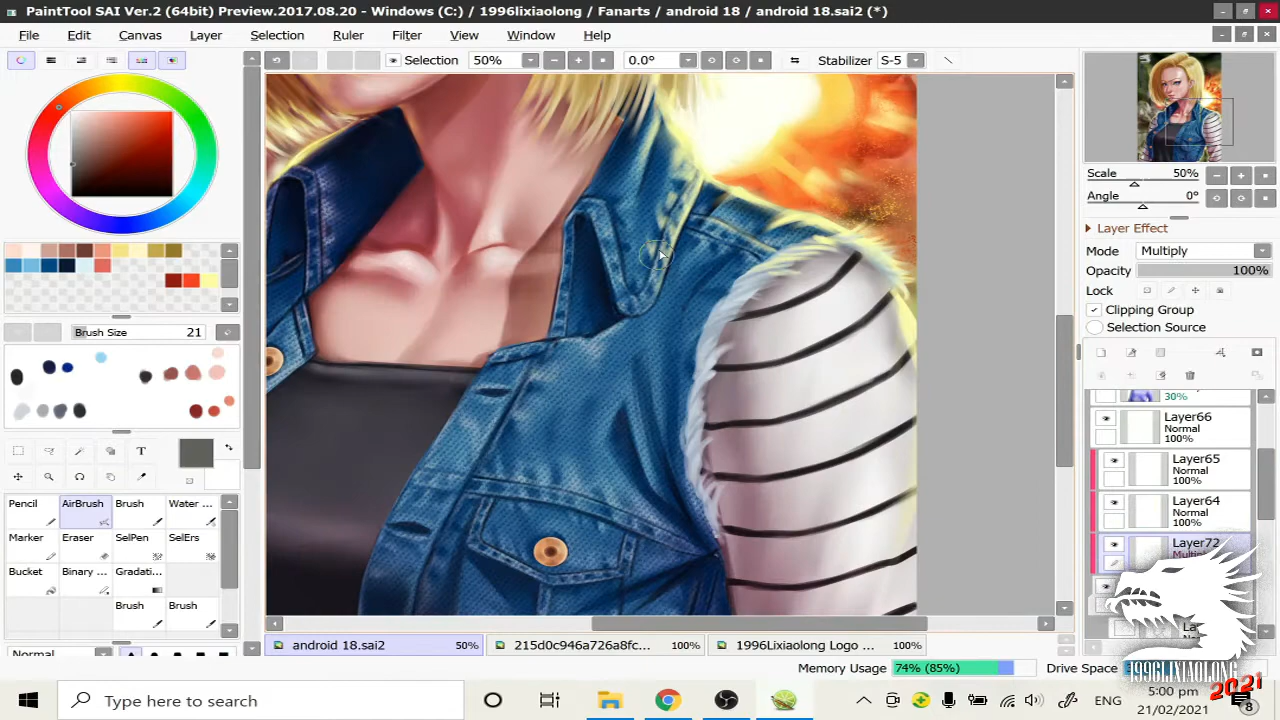 PaintTool SAI Ver.2 (64bit) Preview.2017.08.20 - Windows (C:) / 1996lixiaolong / Fanarts / android 18 / android 18.sai2 (*)
File Edit Canvas Layer Selection Ruler Filter View Window Help
Selection 50% 0.0° Stabilizer S-5
Scale 50%
Angle 0°
Layer Effect
Mode Multiply
Opacity 100%
Lock
Clipping Group
Selection Source
30%
Layer66
Normal
100%
Layer65
Normal
100%
Layer64
Normal
100%
Layer72
Brush Size 21
T
Pencil AirBrush Brush Water ...
Marker Eraser SelPen SelErs
Bucket Binary ... Gradati...
Brush Brush
Normal
android 18.sai2 50% 215d0c946a726a8fc... 100% 1996Lixiaolong Logo ... 100%
Memory Usage 74% (85%) Drive Space
1996LIXIAOLONG
2021
Type here to search
ENG
5:00 pm
21/02/2021
8